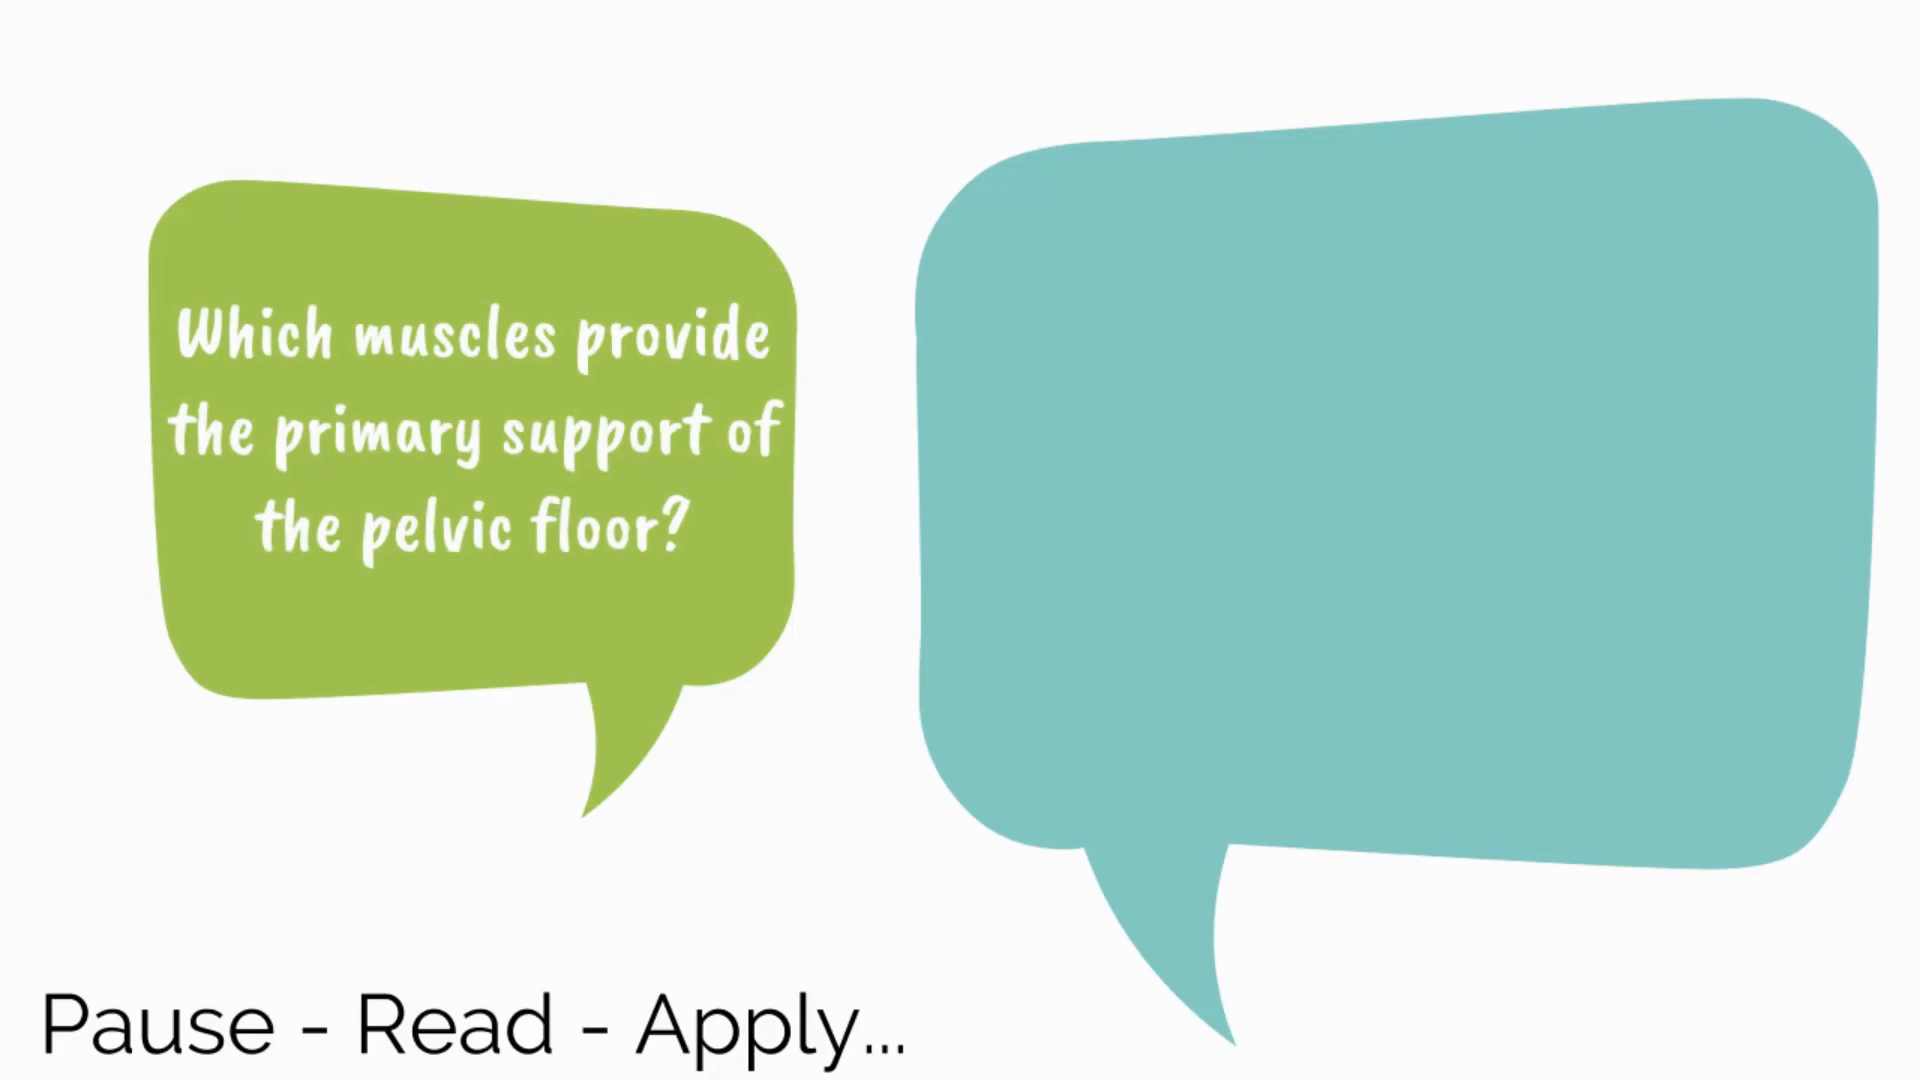 Which muscles provide
the primary support of
the pelvic floor?
Pause - Read - Apply...